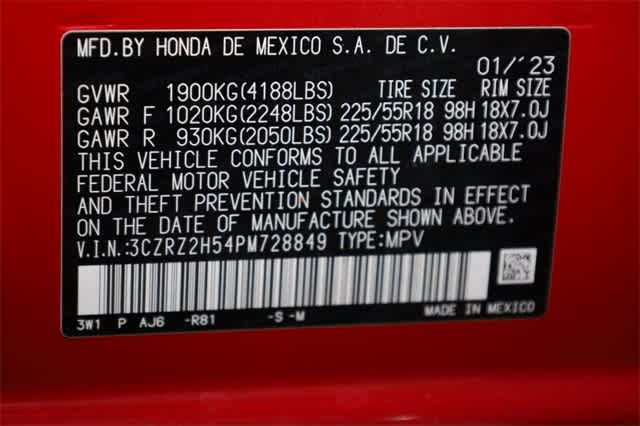 MFD.BY HONDA DE MEXICO S.A. DE C.V.
01/'23
GVWR 1900KG(4188LBS) TIRE SIZE RIM SIZE
GAWR F 1020KG(2248LBS) 225/55R18 98H 18X7.0J
GAWR R 930KG(2050LBS) 225/55R18 98H 18X7.0J
THIS VEHICLE CONFORMS TO ALL APPLICABLE
FEDERAL MOTOR VEHICLE SAFETY
AND THEFT PREVENTION STANDARDS IN EFFECT
ON THE DATE OF MANUFACTURE SHOWN ABOVE.
V.I.N.:3CZRZ2H54PM728849 TYPE:MPV
3W1 P AJ6 -R81 -S -M MADE IN MEXICO